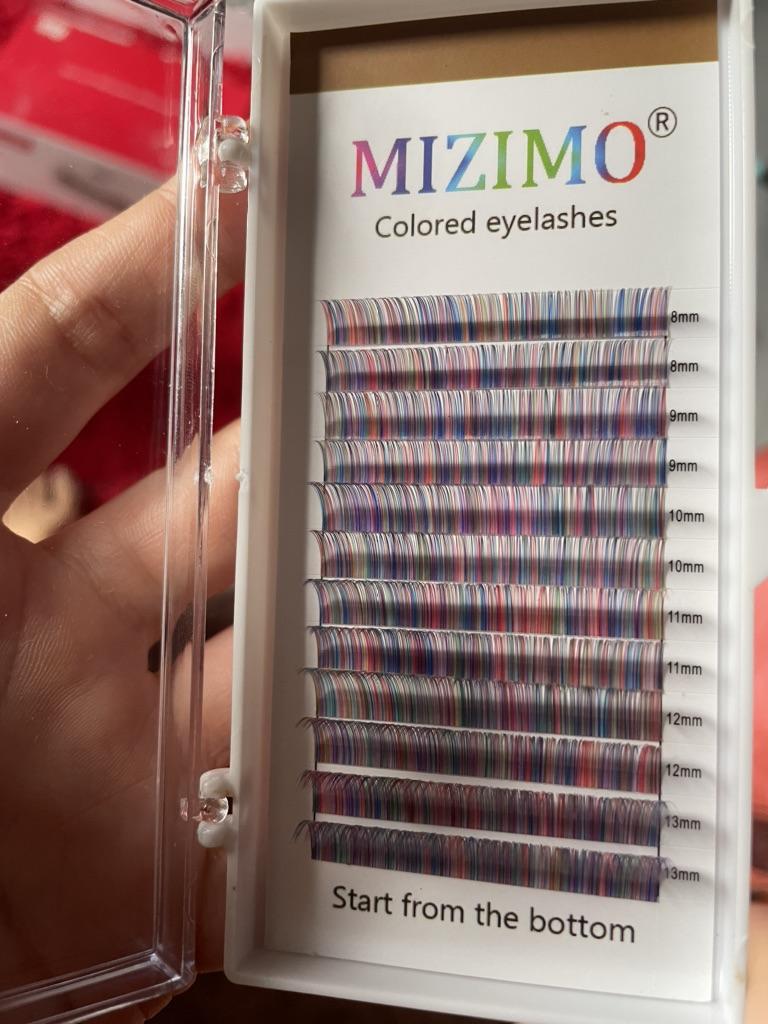 MIZIMO®
Colored eyelashes
8mm
8mm
9mm
9mm
10mm
10mm
11mm
11mm
12mm
12mm
13mm
13mm
Start from the bottom